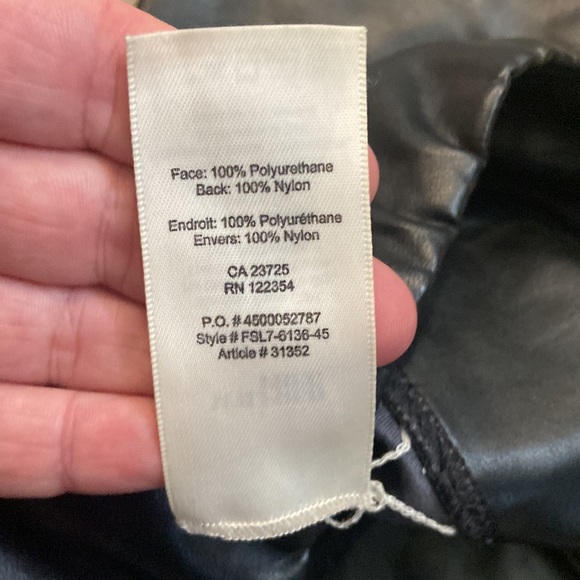 Face: 100% Polyurethane
Back: 100% Nylon
Endroit: 100% Polyuréthane
Envers: 100% Nylon
CA 23725
RN 122354
P.O. # 4500052787
Style # FSL7-6136-45
Article # 31352